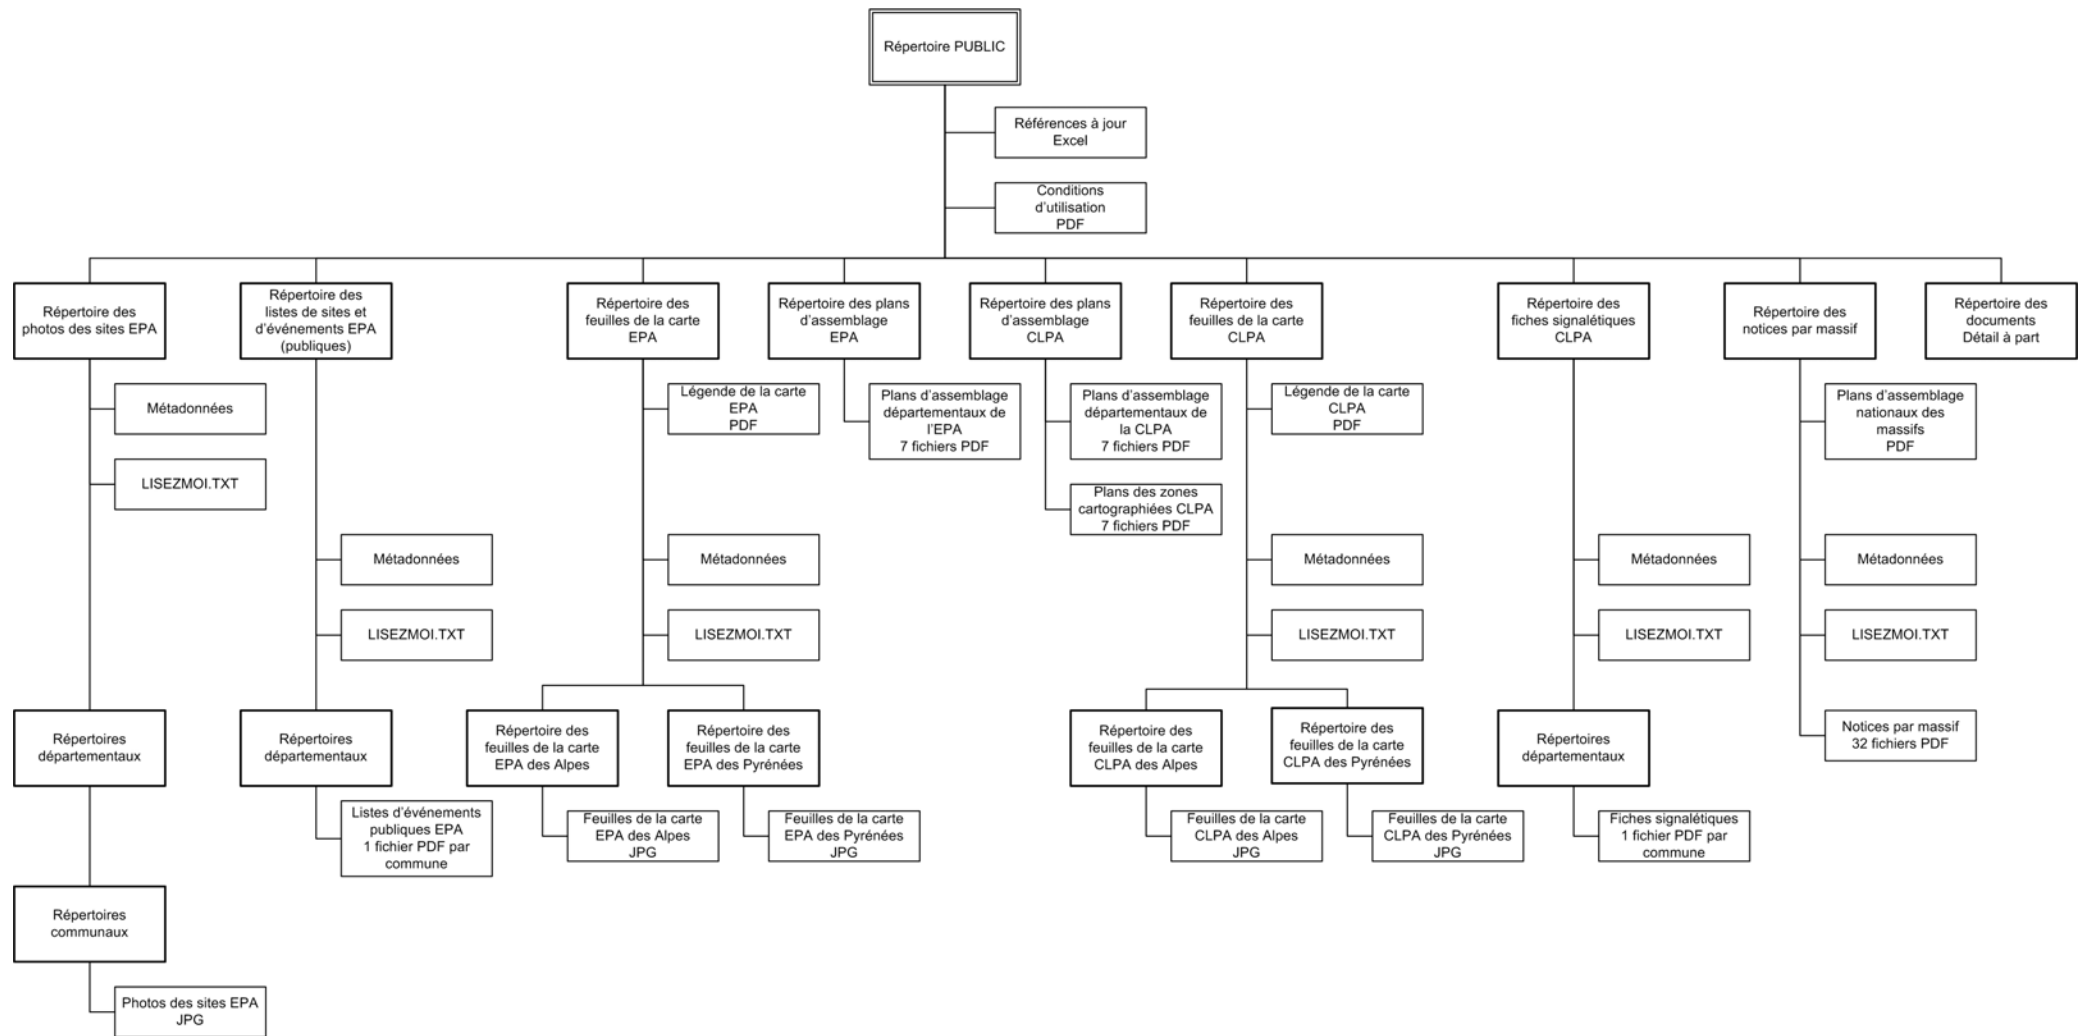 Répertoire PUBLIC
Références à jour
Excel
Conditions
d'utilisation
PDF
Répertoire des
photos des sites EPA
Répertoire des
listes de sites et
d'événements EPA
(publiques)
Répertoire des
feuilles de la carte
EPA
Répertoire des plans
d'assemblage
EPA
Répertoire des plans
d'assemblage
CLPA
Répertoire des
feuilles de la carte
CLPA
Répertoire des
fiches signalétiques
CLPA
Répertoire des
notices par massif
Répertoire des
documents
Détail à part
Métadonnées
Légende de la carte
EPA
PDF
Plans d'assemblage
départementaux de
l'EPA
7 fichiers PDF
Plans d'assemblage
départementaux de
la CLPA
7 fichiers PDF
Légende de la carte
CLPA
PDF
Plans d'assemblage
nationaux des
massifs
PDF
LISEZMOI.TXT
Plans des zones
cartographiées CLPA
7 fichiers PDF
Métadonnées
Métadonnées
Métadonnées
Métadonnées
Métadonnées
LISEZMOI.TXT
LISEZMOI.TXT
LISEZMOI.TXT
LISEZMOI.TXT
LISEZMOI.TXT
Répertoires
départementaux
Répertoires
départementaux
Répertoire des
feuilles de la carte
EPA des Alpes
Répertoire des
feuilles de la carte
EPA des Pyrénées
Répertoire des
feuilles de la carte
CLPA des Alpes
Répertoire des
feuilles de la carte
CLPA des Pyrénées
Répertoires
départementaux
Notices par massif
32 fichiers PDF
Listes d'événements
publiques EPA
1 fichier PDF par
commune
Feuilles de la carte
EPA des Alpes
JPG
Feuilles de la carte
EPA des Pyrénées
JPG
Feuilles de la carte
CLPA des Alpes
JPG
Feuilles de la carte
CLPA des Pyrénées
JPG
Fiches signalétiques
1 fichier PDF par
commune
Répertoires
communaux
Photos des sites EPA
JPG